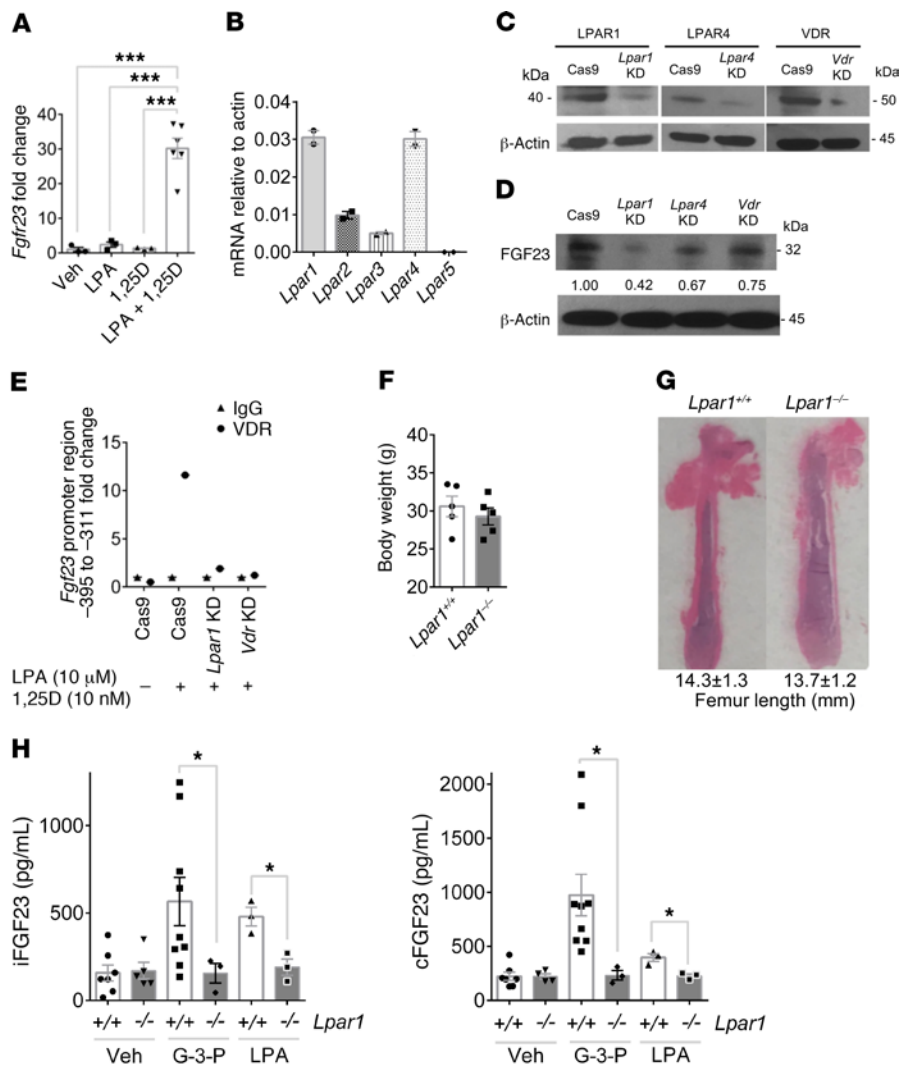 A
***
***
***
Fgfr23 fold change
40
30
20
10
0
Veh
LPA
1,25D
LPA + 1,25D
B
mRNA relative to actin
0.04
0.03
0.02
0.01
0.00
Lpar1
Lpar2
Lpar3
Lpar4
Lpar5
C
LPAR1 LPAR4 VDR
kDa Cas9 Lpar1 KD Cas9 Lpar4 KD Cas9 Vdr KD kDa
40 - - 50
β-Actin - 45
D
Cas9 Lpar1 KD Lpar4 KD Vdr KD kDa
FGF23 - 32
1.00 0.42 0.67 0.75
β-Actin - 45
E
▲ IgG
● VDR
Fgf23 promoter region
–395 to –311 fold change
15
10
5
0
Cas9
Cas9
Lpar1 KD
Vdr KD
LPA (10 μM)
1,25D (10 nM) – + + +
F
Body weight (g)
40
35
30
25
20
Lpar1+/+
Lpar1–/–
G
Lpar1+/+ Lpar1–/–
14.3±1.3 13.7±1.2
Femur length (mm)
H
iFGF23 (pg/mL)
1000
500
0
*
*
+/+ -/- +/+ -/- +/+ -/- Lpar1
Veh G-3-P LPA
cFGF23 (pg/mL)
2000
1500
1000
500
0
*
*
+/+ -/- +/+ -/- +/+ -/- Lpar1
Veh G-3-P LPA